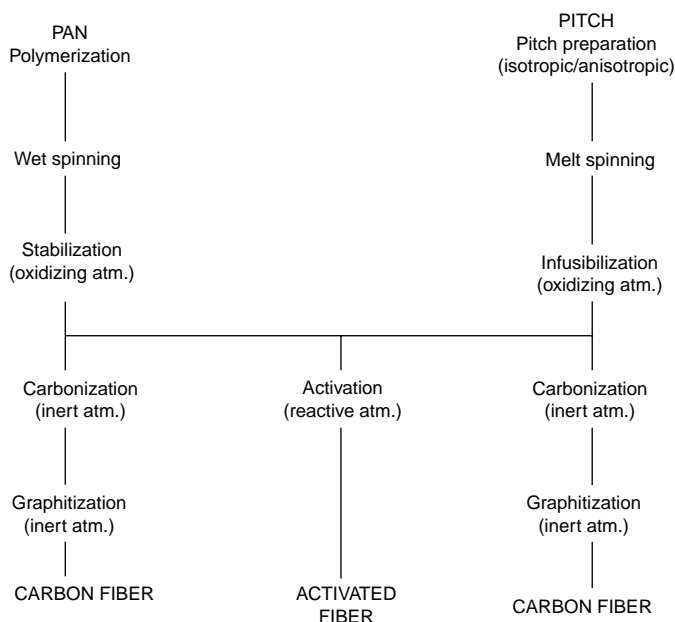 PAN
Polymerization
PITCH
Pitch preparation
(isotropic/anisotropic)
Wet spinning
Melt spinning
Stabilization
(oxidizing atm.)
Infusibilization
(oxidizing atm.)
Carbonization
(inert atm.)
Activation
(reactive atm.)
Carbonization
(inert atm.)
Graphitization
(inert atm.)
Graphitization
(inert atm.)
CARBON FIBER
ACTIVATED
FIBER
CARBON FIBER